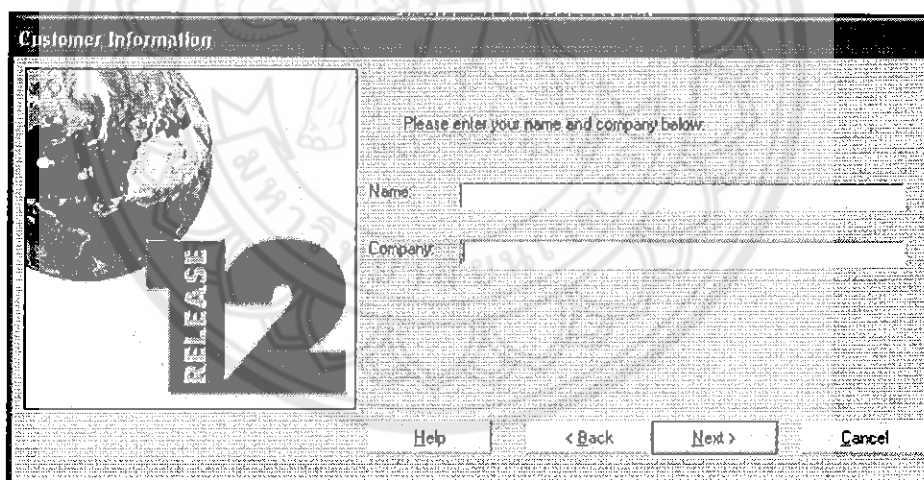 Customer Information
Please enter your name and company below.
Name:
Company:
RELEASE
12
Help
< Back
Next >
Cancel